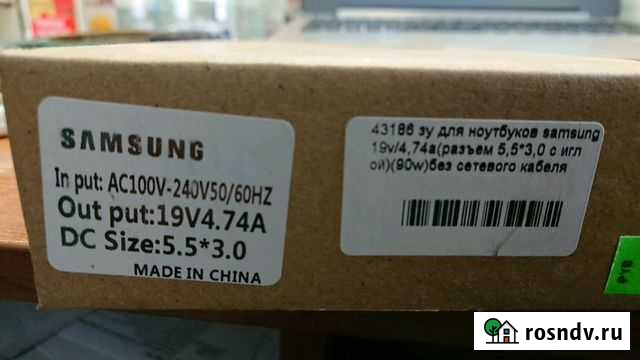 SAMSUNG
In put: AC100V-240V50/60HZ
Out put:19V4.74A
DC Size:5.5*3.0
MADE IN CHINA
43186 зу для ноутбуков samsung
19v/4,74a(разъем 5,5*3,0 с игл
ой)(90w)без сетевого кабеля
РУБ
rosndv.ru